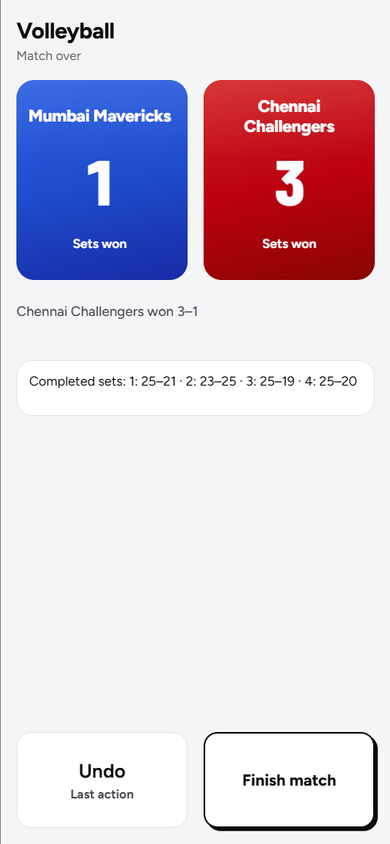 Volleyball
Match over
Mumbai Mavericks
1
Sets won
Chennai
Challengers
3
Sets won
Chennai Challengers won 3–1
Completed sets: 1: 25–21 · 2: 23–25 · 3: 25–19 · 4: 25–20
Undo
Last action
Finish match